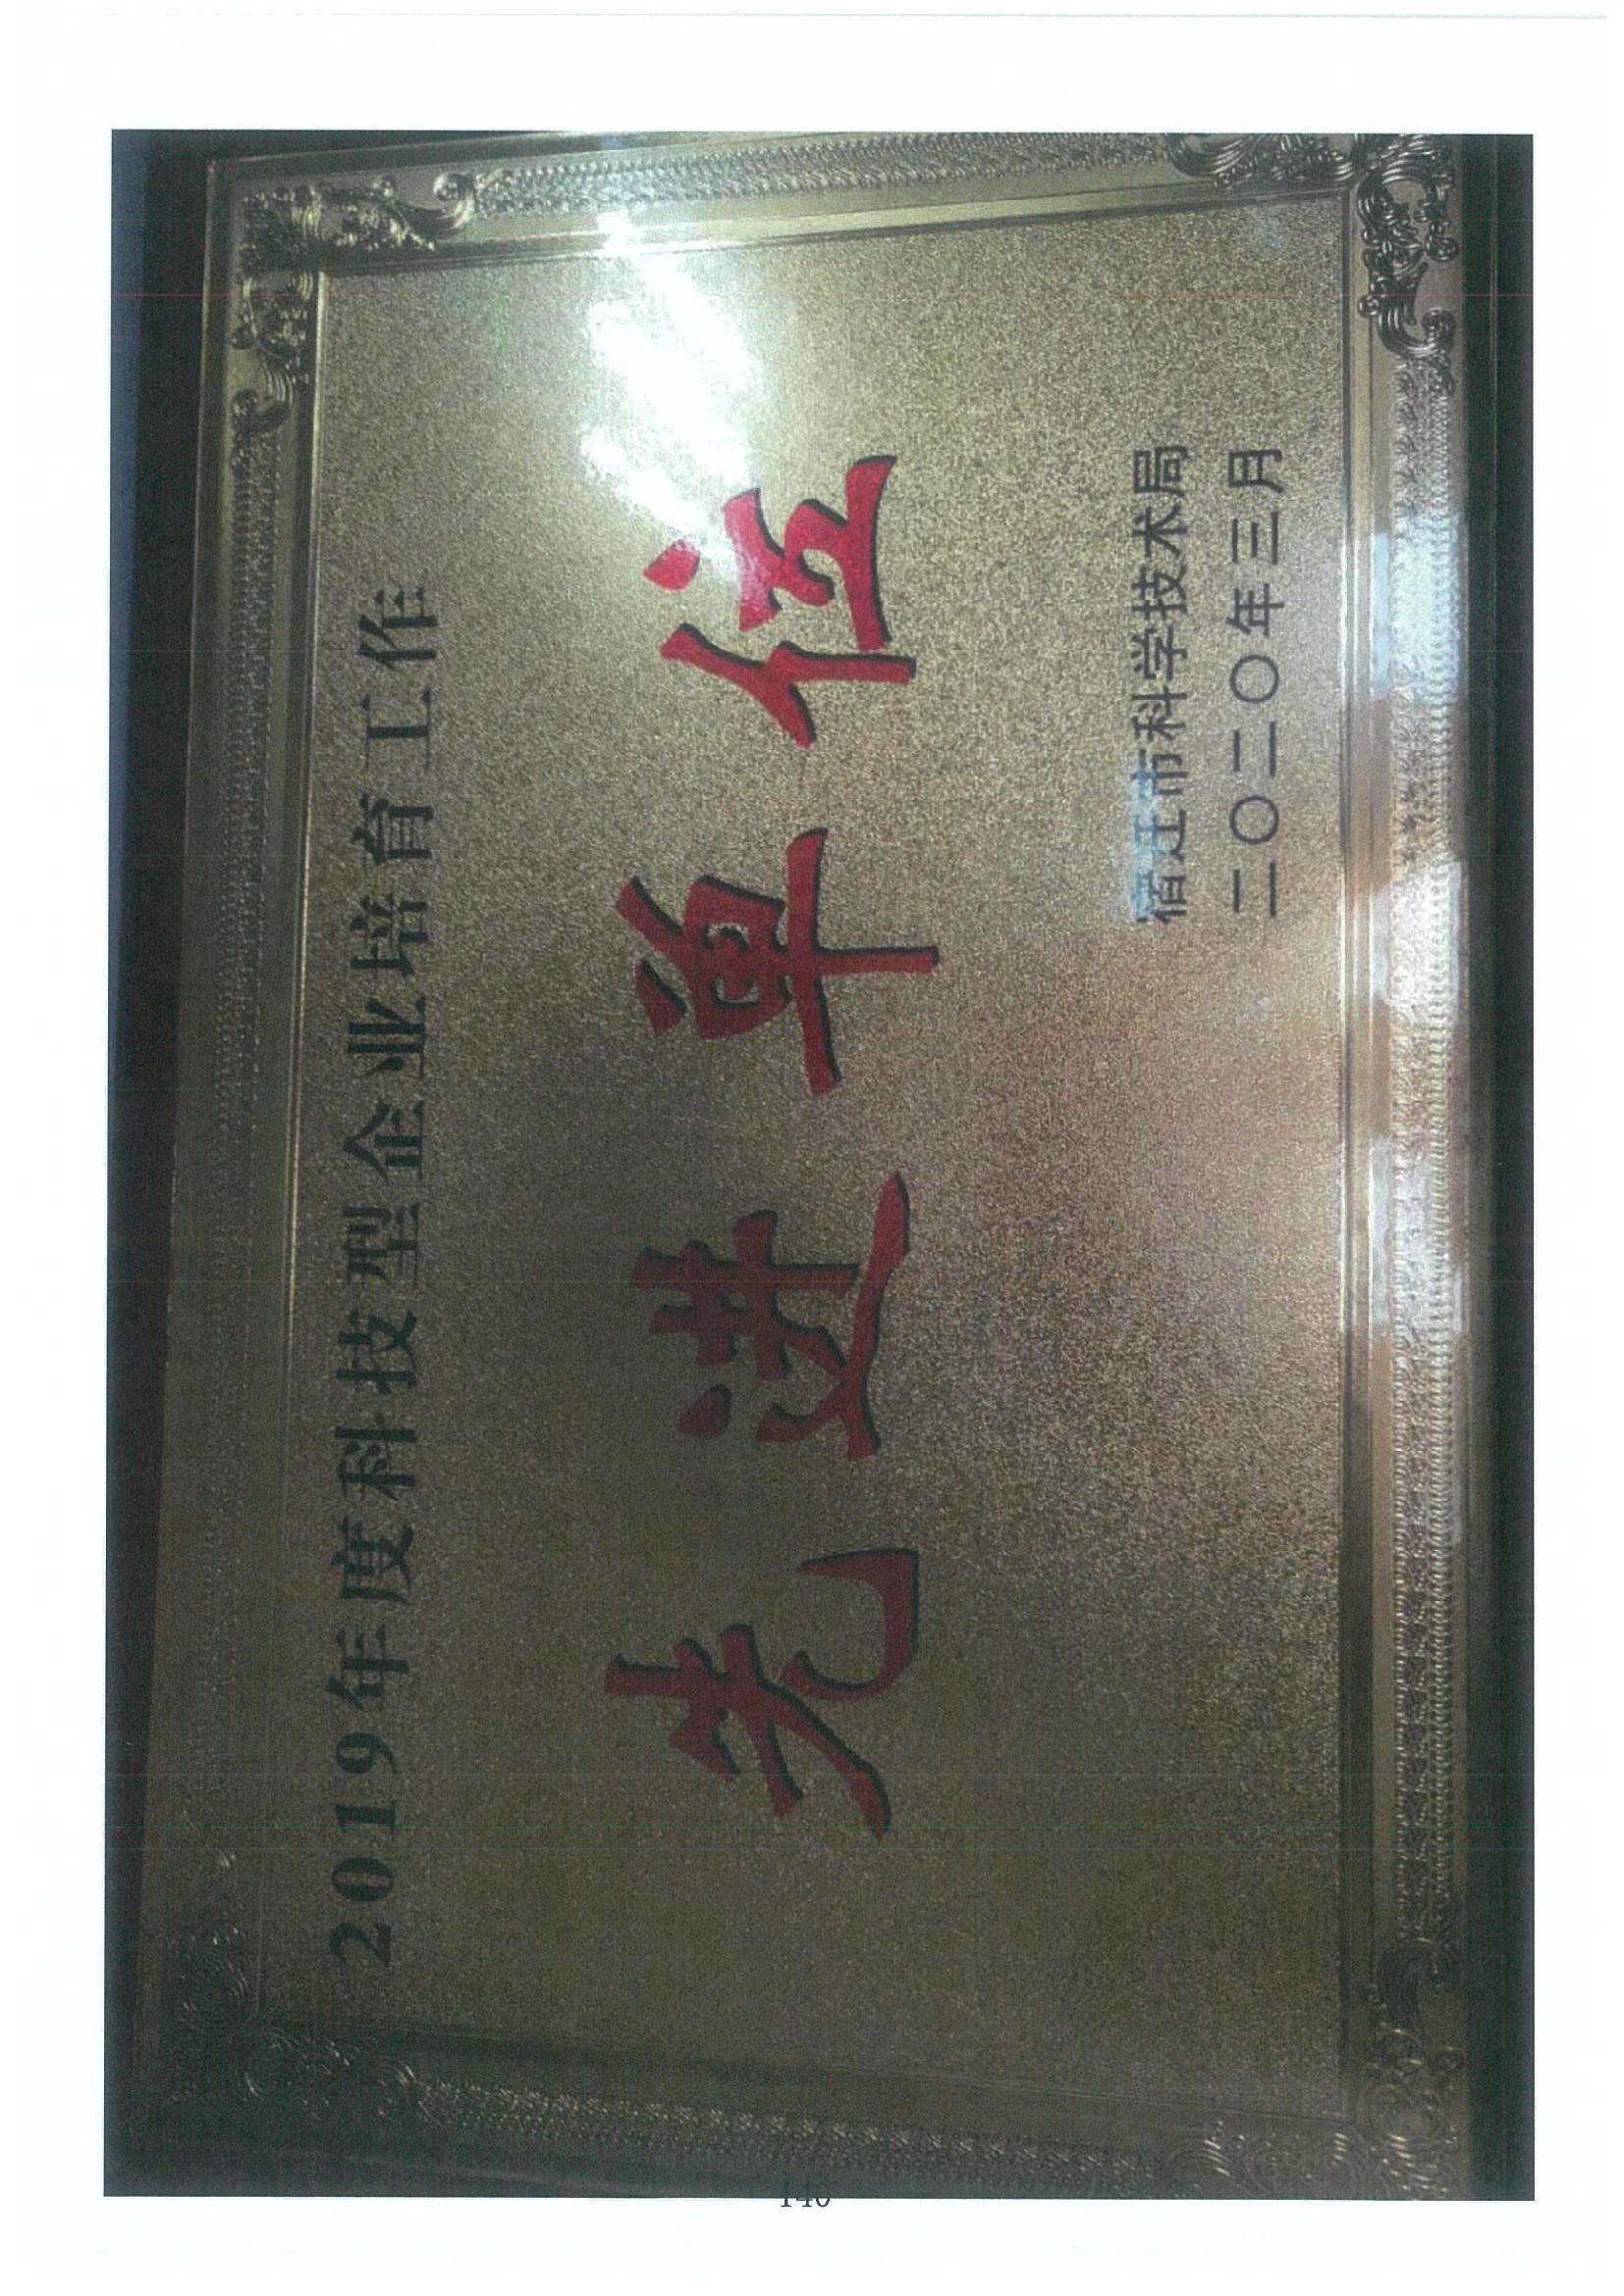 2019年度科技型企业培育工作
先进单位
宿迁市科学技术局
二〇二〇年三月
140